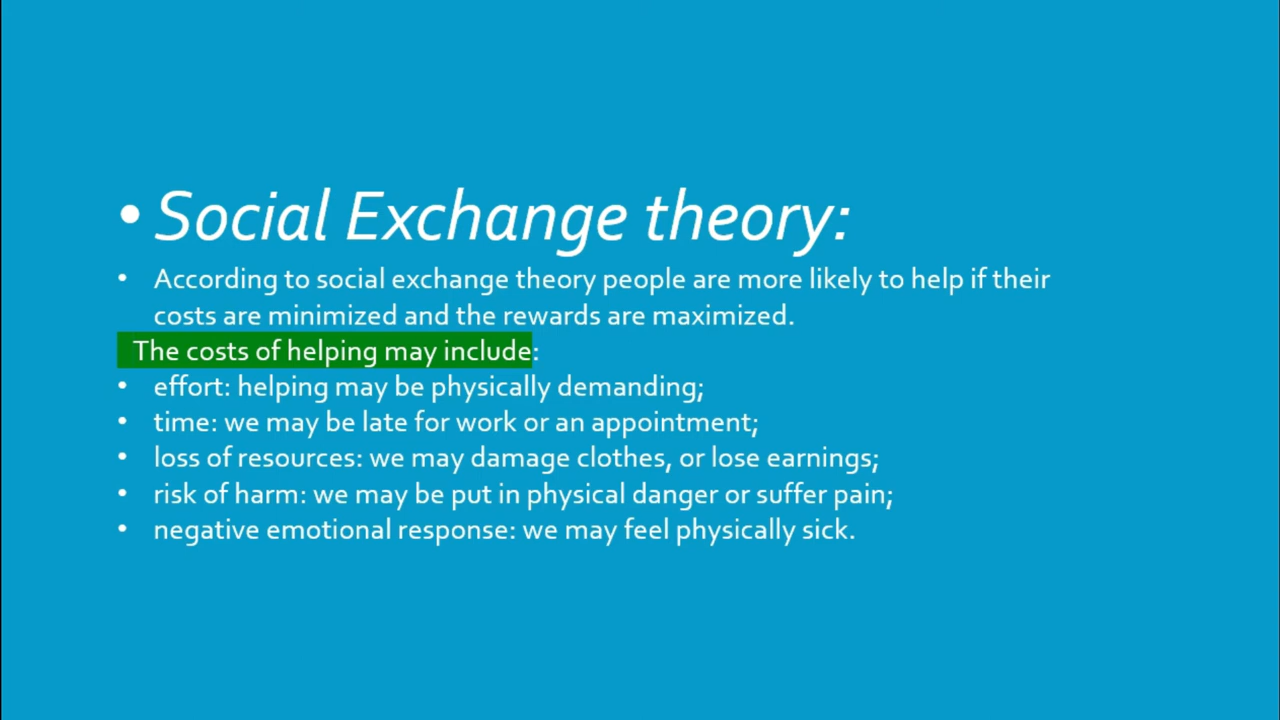 • Social Exchange theory:
• According to social exchange theory people are more likely to help if their
costs are minimized and the rewards are maximized.
The costs of helping may include:
• effort: helping may be physically demanding;
• time: we may be late for work or an appointment;
• loss of resources: we may damage clothes, or lose earnings;
• risk of harm: we may be put in physical danger or suffer pain;
• negative emotional response: we may feel physically sick.